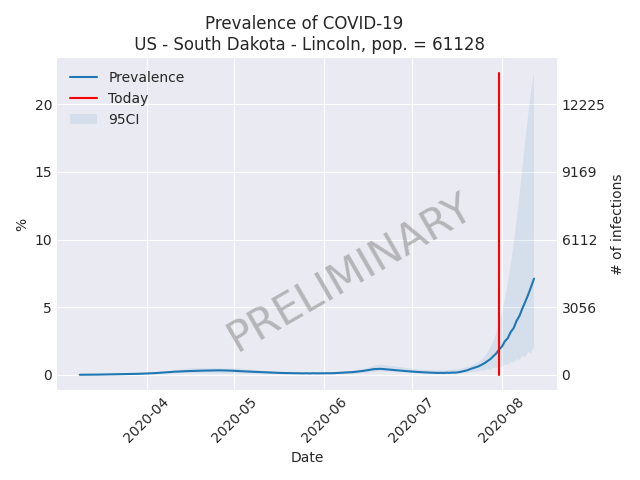 Prevalence of COVID-19
US - South Dakota - Lincoln, pop. = 61128
Prevalence
Today
95CI
20
15
10
5
0
%
12225
9169
6112
3056
0
# of infections
PRELIMINARY
2020-04
2020-05
2020-06
2020-07
2020-08
Date